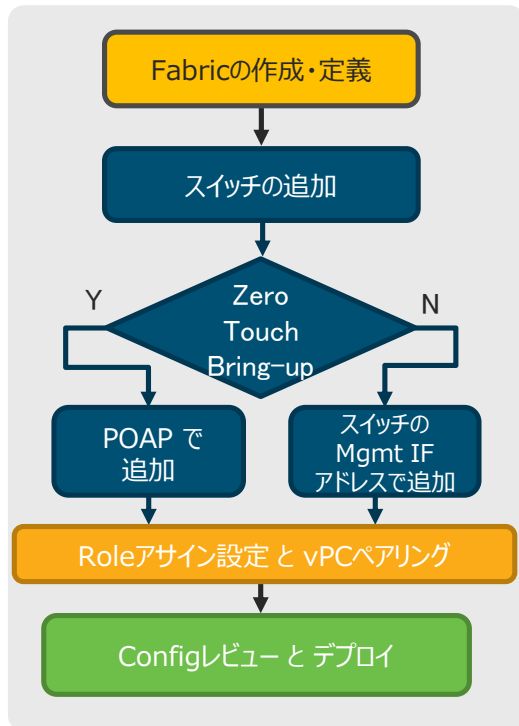 Fabricの作成・定義
スイッチの追加
Y
Zero
Touch
Bring-up
N
POAP で
追加
スイッチの
Mgmt IF
アドレスで追加
Roleアサイン設定 と vPCペアリング
Configレビュー と デプロイ